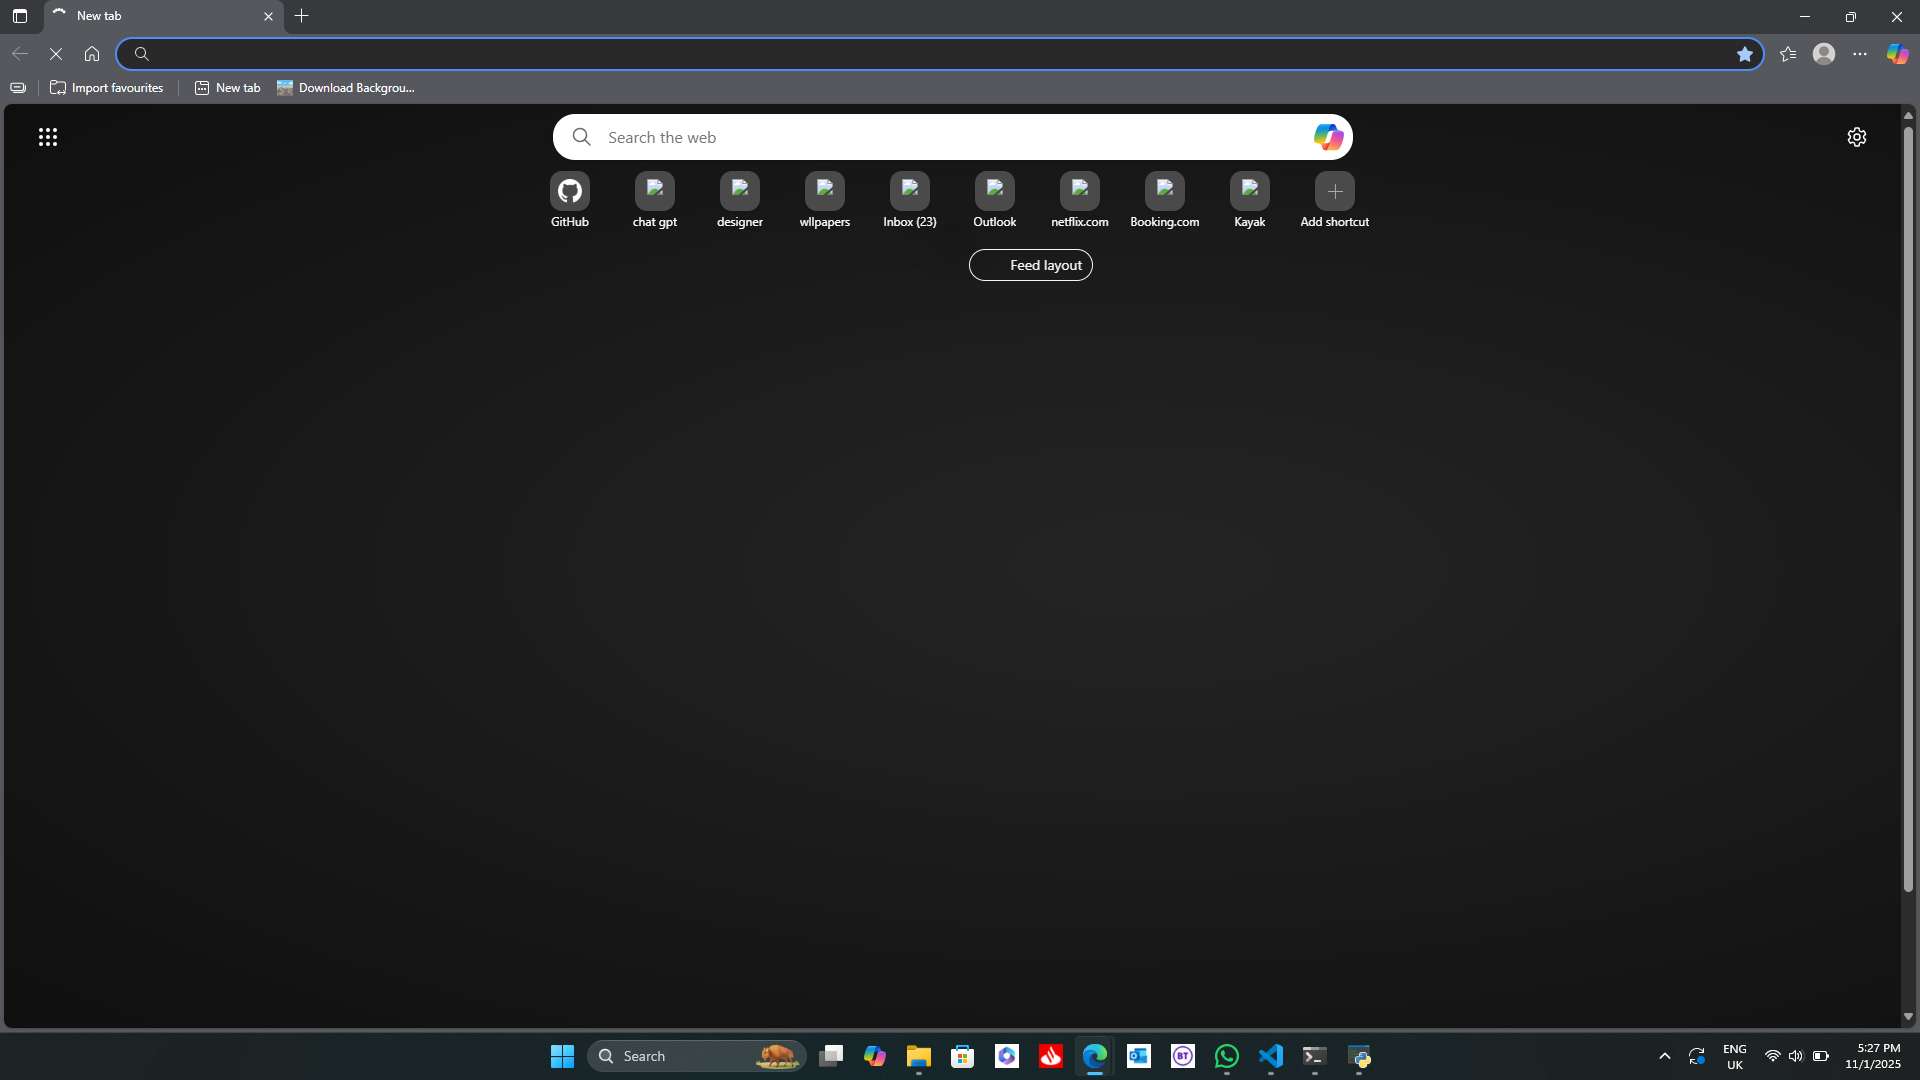 New tab
Import favourites
New tab
Download Backgrou...
Search the web
GitHub
chat gpt
designer
wllpapers
Inbox (23)
Outlook
netflix.com
Booking.com
Kayak
Add shortcut
Feed layout
Search
BT
ENG
UK
5:27 PM
11/1/2025